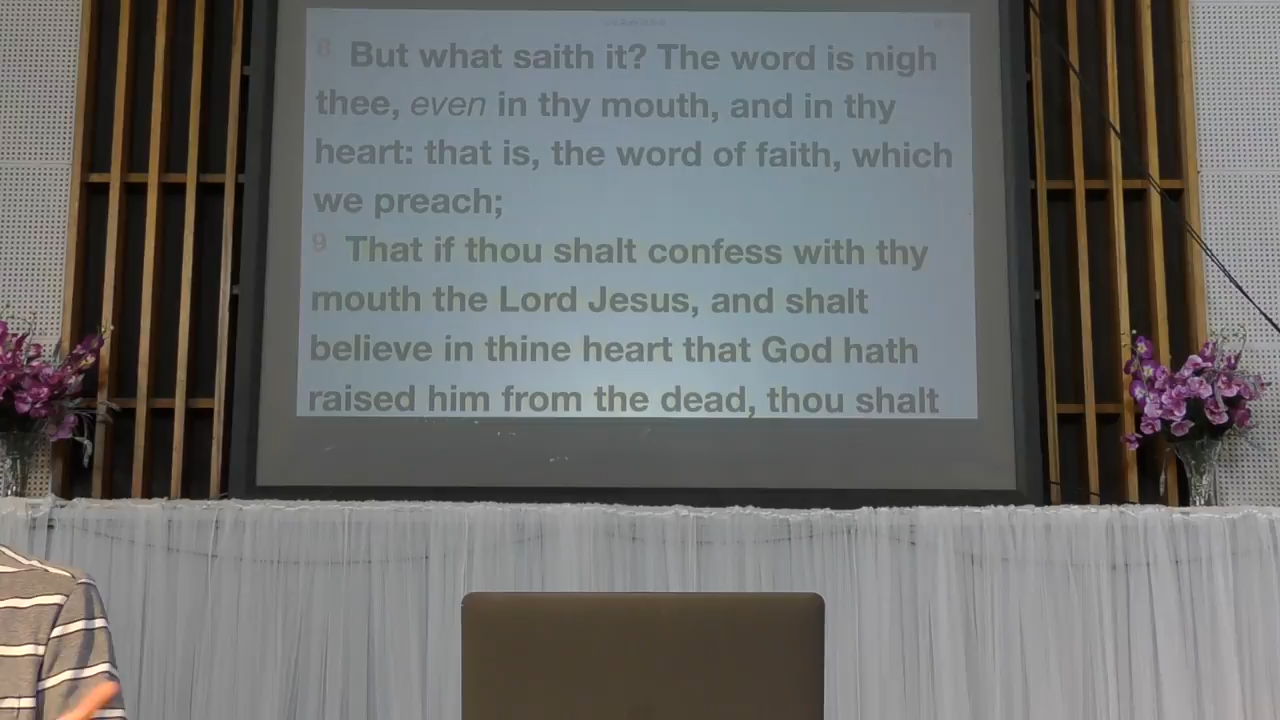 8 But what saith it? The word is nigh
thee, even in thy mouth, and in thy
heart: that is, the word of faith, which
we preach;
9 That if thou shalt confess with thy
mouth the Lord Jesus, and shalt
believe in thine heart that God hath
raised him from the dead, thou shalt